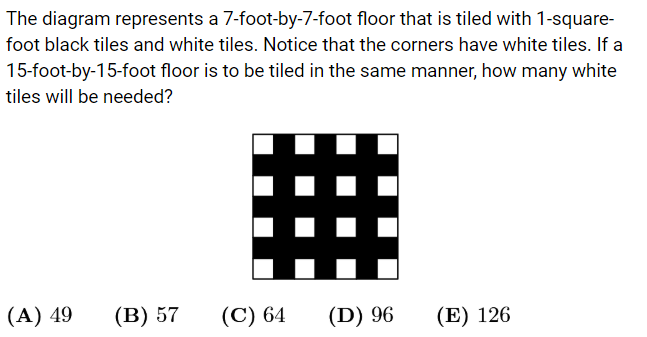 The diagram represents a 7-foot-by-7-foot floor that is tiled with 1-square-
foot black tiles and white tiles. Notice that the corners have white tiles. If a
15-foot-by-15-foot floor is to be tiled in the same manner, how many white
tiles will be needed?
(A) 49 (B) 57 (C) 64 (D) 96 (E) 126